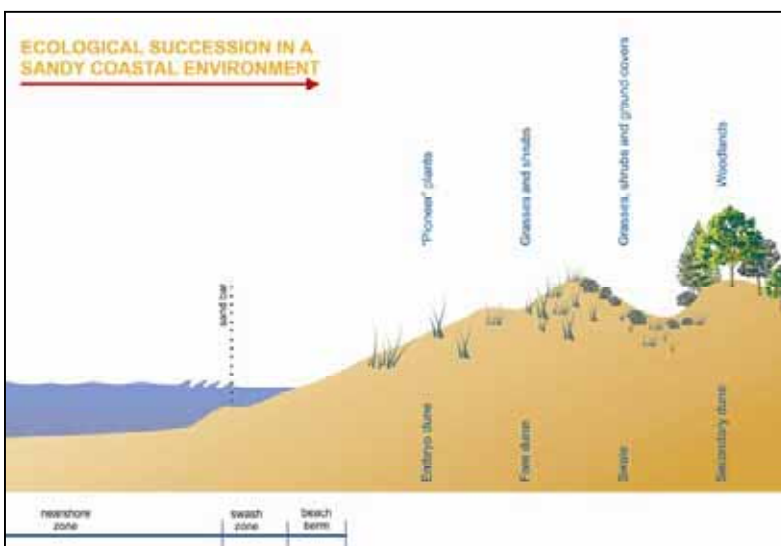 ECOLOGICAL SUCCESSION IN A
SANDY COASTAL ENVIRONMENT
"Pioneer" plants
Grasses and shrubs
Grasses, shrubs and ground covers
Woodlands
sand bar
Embryo dune
Fore dune
Swale
Secondary dune
nearshore
zone
swash
zone
beach
berm